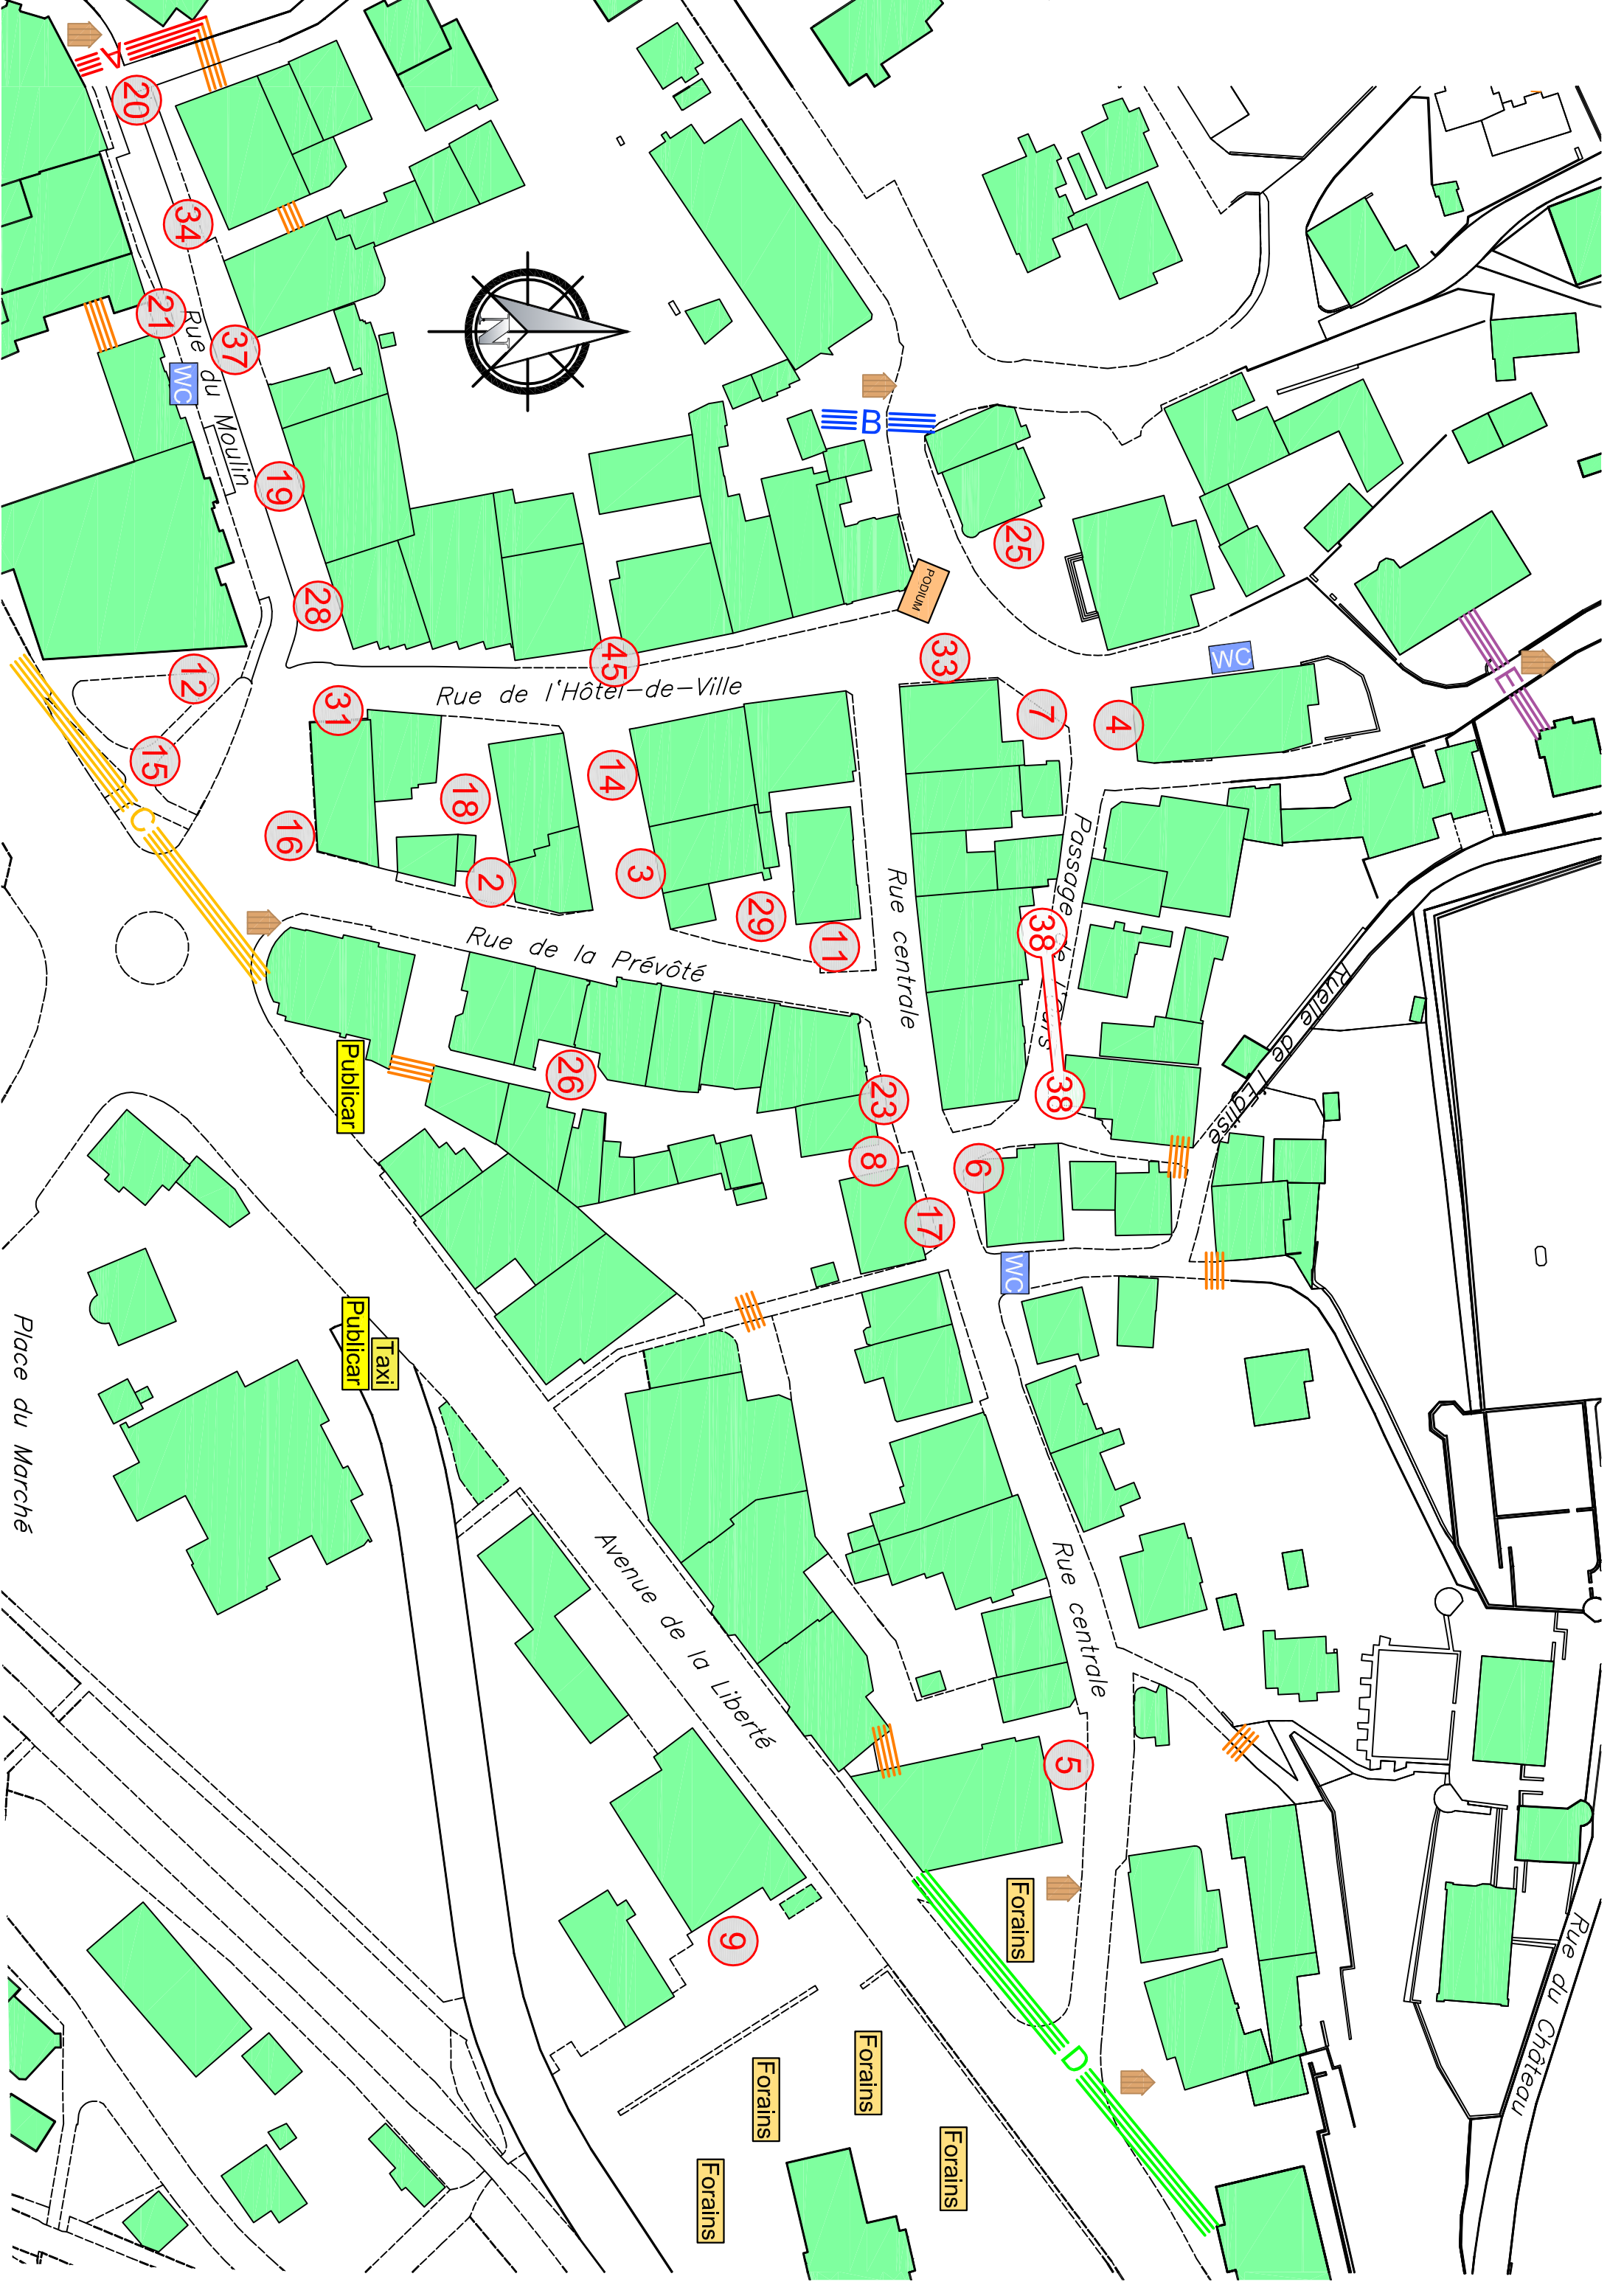 A
20
34
21
Rue du Moulin
37
WC
19
28
12
15
C
N
B
25
PODIUM
45
Rue de l'Hôtel-de-Ville
33
7
4
WC
E
31
18
14
16
2
3
29
11
Rue centrale
Passage de l'Ours
38
38
Ruelle de l'Eglise
Rue de la Prévôté
26
23
8
6
17
WC
Publicar
Publicar
Taxi
Place du Marché
Avenue de la Liberté
Rue centrale
5
9
Forains
D
Forains
Forains
Forains
Forains
Rue du Château